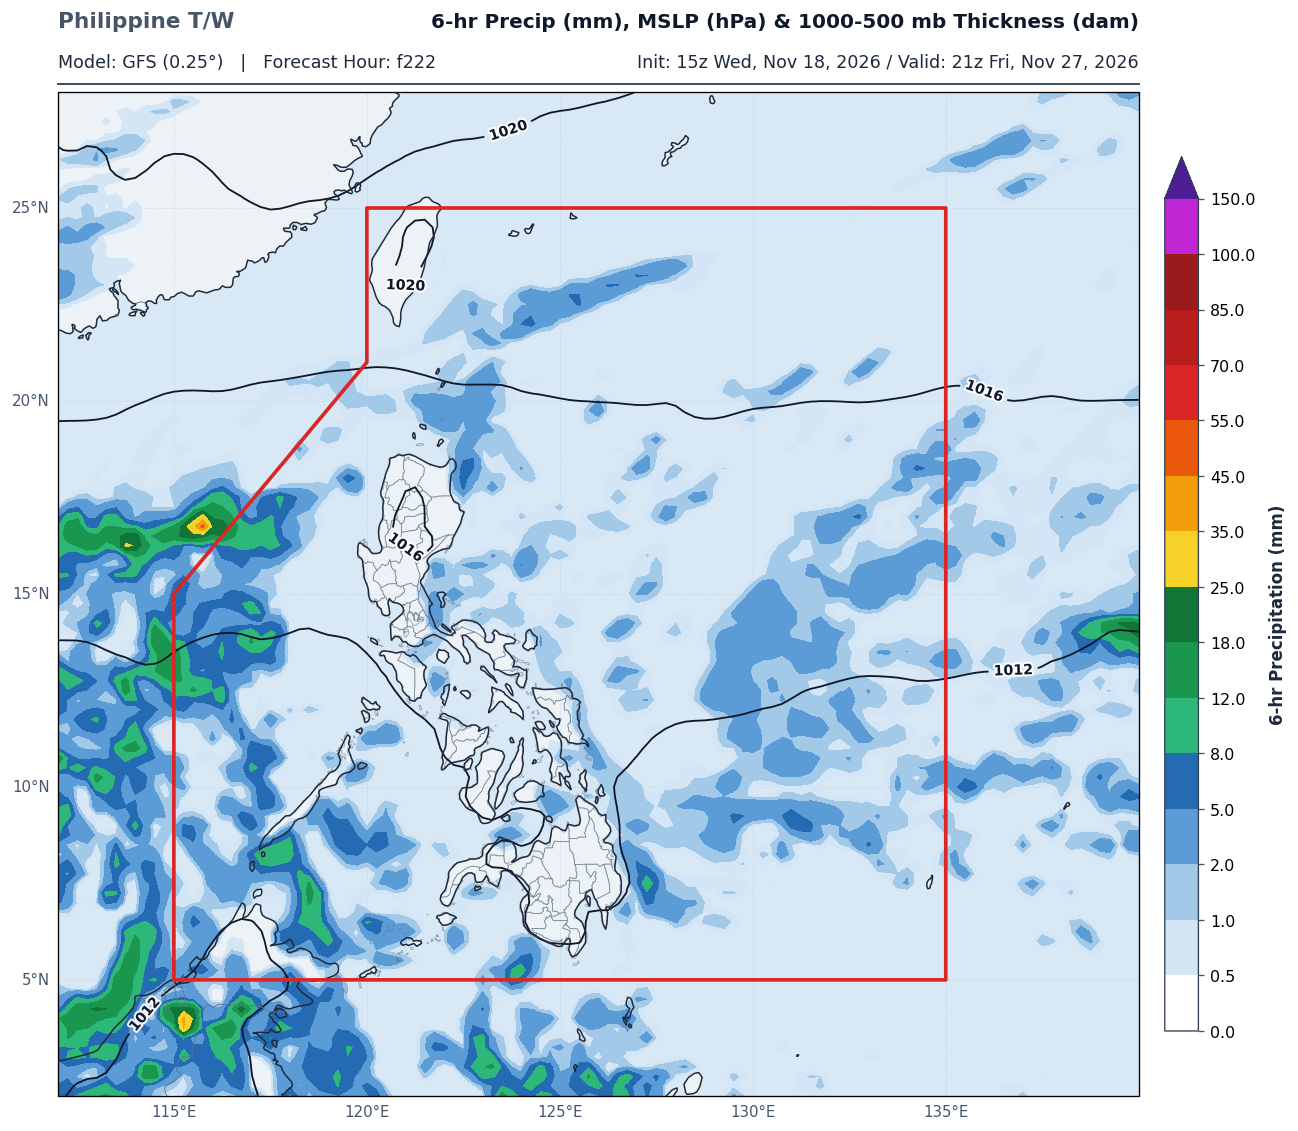 Philippine T/W
6-hr Precip (mm), MSLP (hPa) & 1000-500 mb Thickness (dam)
Model: GFS (0.25°) | Forecast Hour: f222
Init: 15z Wed, Nov 18, 2026 / Valid: 21z Fri, Nov 27, 2026
1020
25°N
1020
20°N
1016
1016
15°N
1012
10°N
5°N
1012
115°E
120°E
125°E
130°E
135°E
150.0
100.0
85.0
70.0
55.0
45.0
35.0
25.0
18.0
12.0
8.0
5.0
2.0
1.0
0.5
0.0
6-hr Precipitation (mm)